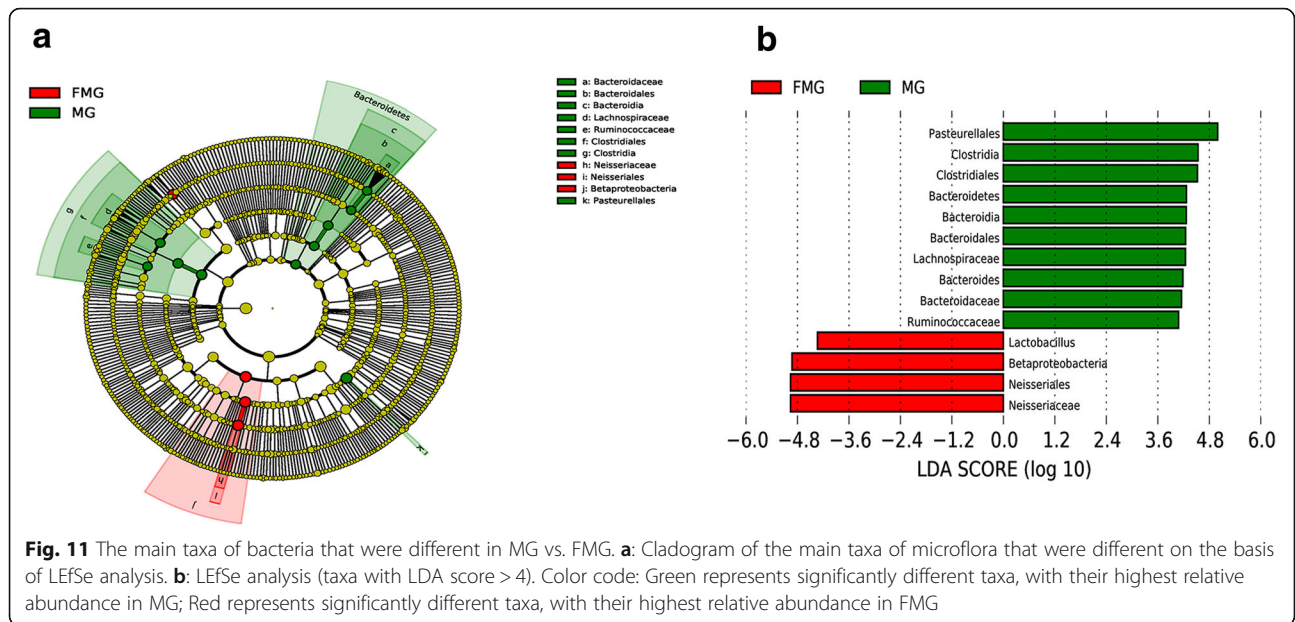 a
FMG
MG
Bacteroidetes
c
b
a
g
f
d
e
j
i
h
k
a: Bacteroidaceae
b: Bacteroidales
c: Bacteroidia
d: Lachnospiraceae
e: Ruminococcaceae
f: Clostridiales
g: Clostridia
h: Neisseriaceae
i: Neisseriales
j: Betaproteobacteria
k: Pasteurellales
b
FMG
MG
Pasteurellales
Clostridia
Clostridiales
Bacteroidetes
Bacteroidia
Bacteroidales
Lachnospiraceae
Bacteroides
Bacteroidaceae
Ruminococcaceae
Lactobacillus
Betaproteobacteria
Neisseriales
Neisseriaceae
−6.0 −4.8 −3.6 −2.4 −1.2 0.0 1.2 2.4 3.6 4.8 6.0
LDA SCORE (log 10)
Fig. 11 The main taxa of bacteria that were different in MG vs. FMG. a: Cladogram of the main taxa of microflora that were different on the basis
of LEfSe analysis. b: LEfSe analysis (taxa with LDA score > 4). Color code: Green represents significantly different taxa, with their highest relative
abundance in MG; Red represents significantly different taxa, with their highest relative abundance in FMG